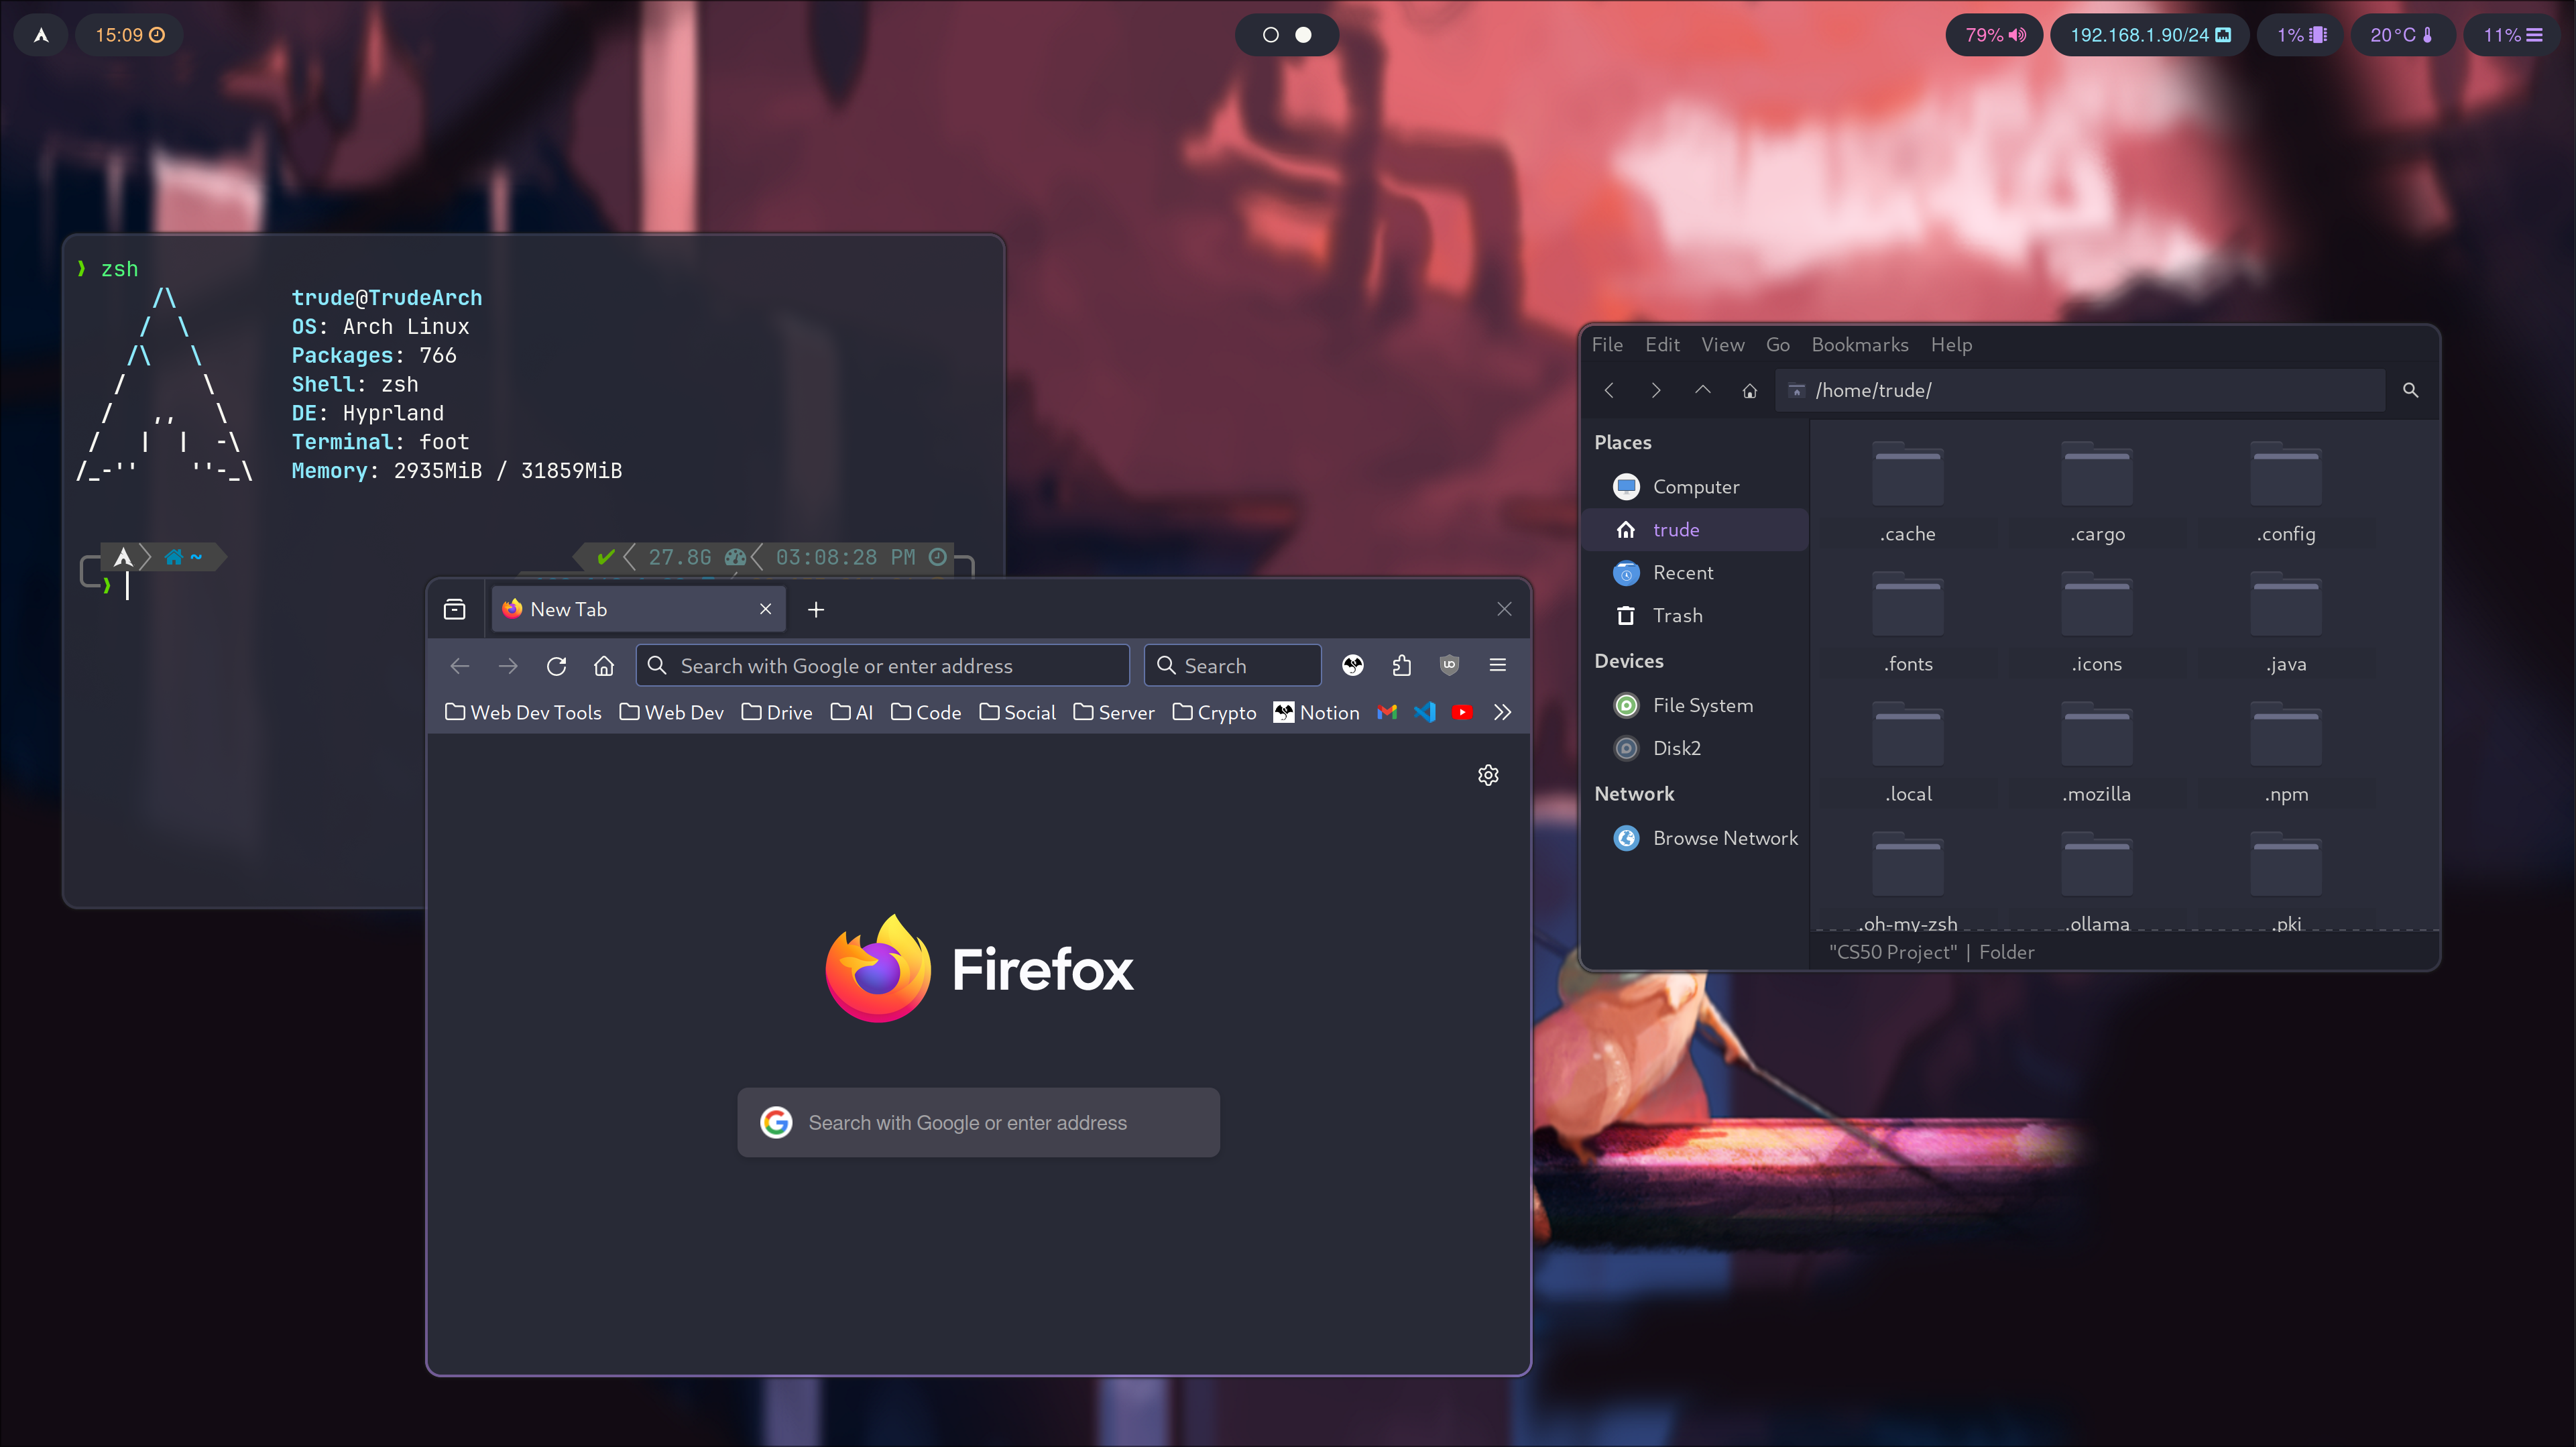 15:09
79%
192.168.1.90/24
1%
20°C
11%
❯ zsh
trude@TrudeArch
OS: Arch Linux
Packages: 766
Shell: zsh
DE: Hyprland
Terminal: foot
Memory: 2935MiB / 31859MiB
~
27.8G
03:08:28 PM
New Tab
Search with Google or enter address
Search
Web Dev Tools
Web Dev
Drive
AI
Code
Social
Server
Crypto
Notion
Firefox
Search with Google or enter address
File Edit View Go Bookmarks Help
/home/trude/
Places
Computer
trude
Recent
Trash
Devices
File System
Disk2
Network
Browse Network
.cache .cargo .config
.fonts .icons .java
.local .mozilla .npm
.oh-my-zsh .ollama .pki
"CS50 Project" | Folder